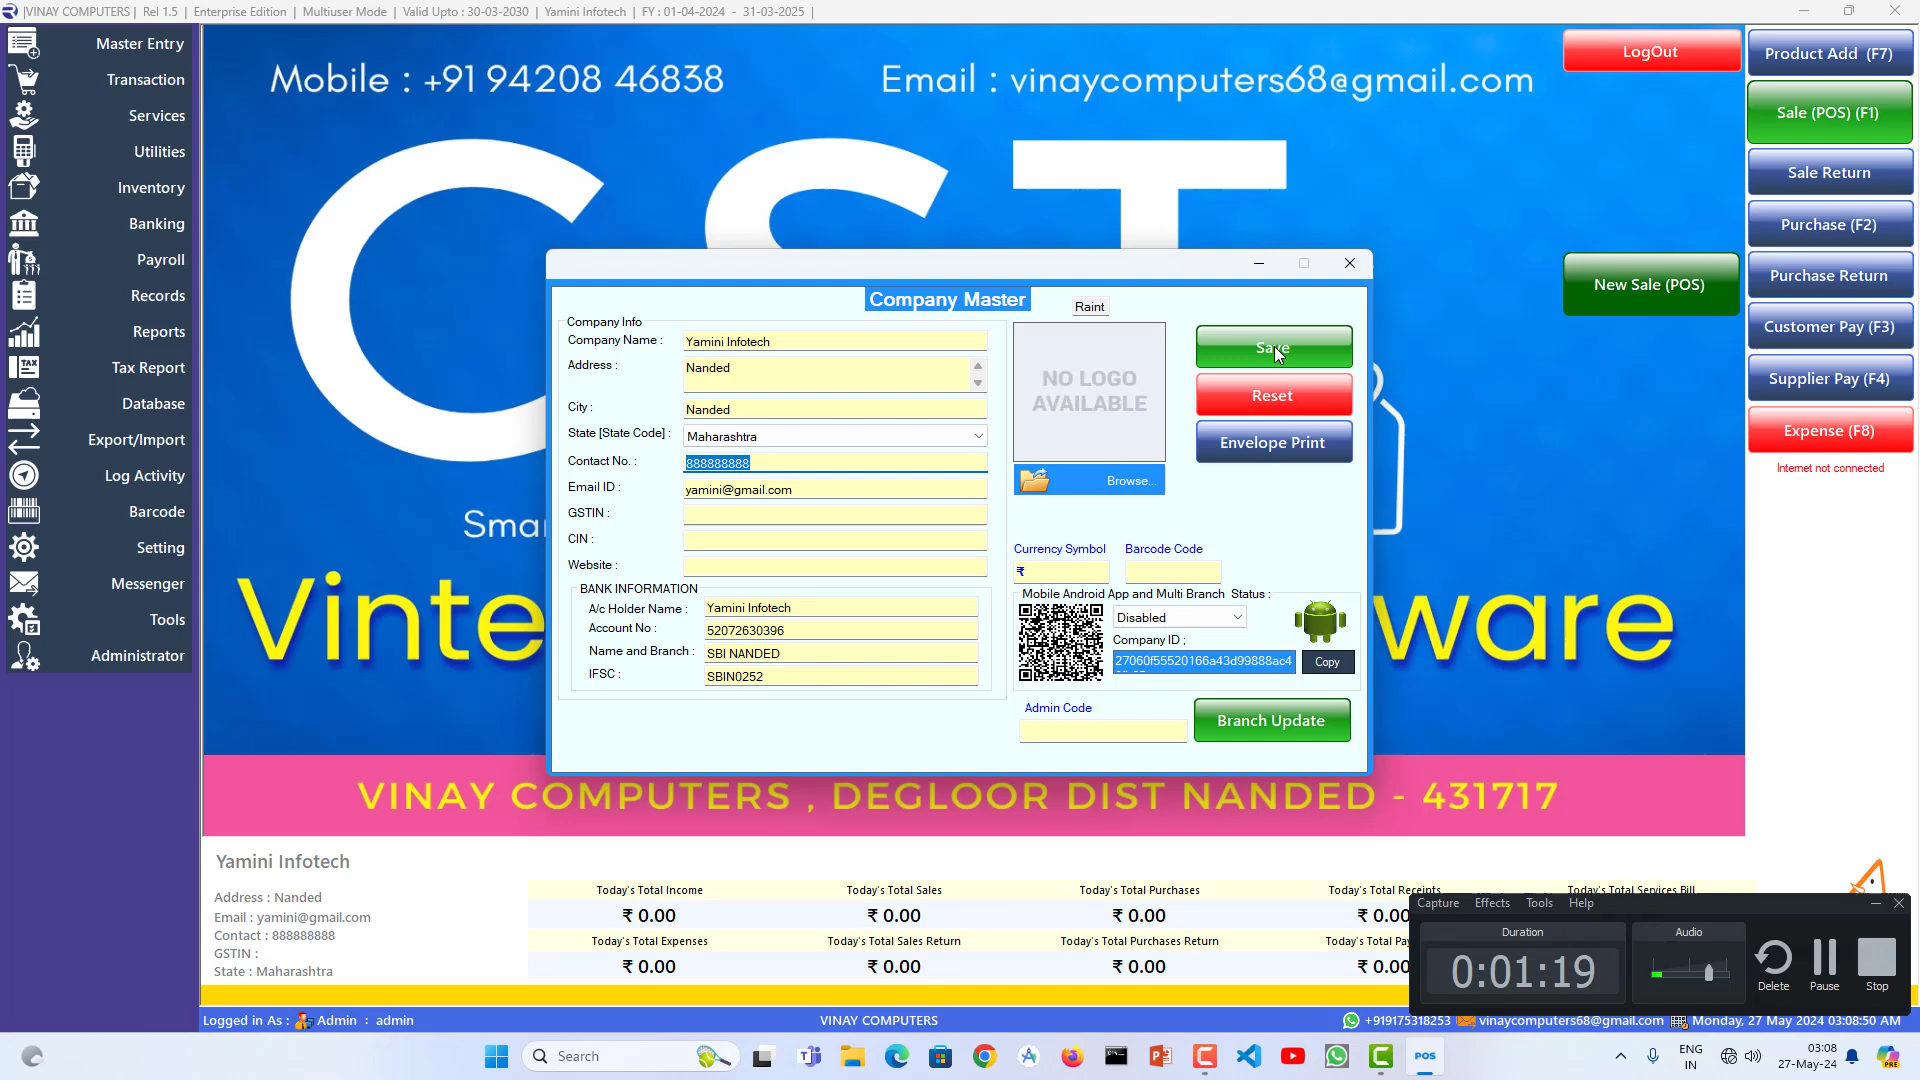 |VINAY COMPUTERS | Rel 1.5 | Enterprise Edition | Multiuser Mode | Valid Upto : 30-03-2030 | Yamini Infotech | FY : 01-04-2024 - 31-03-2025 |
Master Entry
Transaction
Services
Utilities
Inventory
Banking
Payroll
Records
Reports
TAX
Tax Report
Database
Export/Import
Log Activity
Barcode
Setting
Messenger
Tools
Administrator
Mobile : +91 94208 46838
Email : vinaycomputers68@gmail.com
LogOut
New Sale (POS)
Product Add (F7)
Sale (POS) (F1)
Sale Return
Purchase (F2)
Purchase Return
Customer Pay (F3)
Supplier Pay (F4)
Expense (F8)
Internet not connected
Company Master
Raint
Company Info
Company Name : Yamini Infotech
Address : Nanded
City : Nanded
State [State Code] : Maharashtra
Contact No. : 888888888
Email ID : yamini@gmail.com
GSTIN :
CIN :
Website :
BANK INFORMATION
A/c Holder Name : Yamini Infotech
Account No : 52072630396
Name and Branch : SBI NANDED
IFSC : SBIN0252
NO LOGO
AVAILABLE
Browse...
Save
Reset
Envelope Print
Currency Symbol
Barcode Code
₹
Mobile Android App and Multi Branch Status :
Disabled
Company ID ;
27060f55520166a43d99888ac4
Copy
Admin Code
Branch Update
Smar
Vinte
ware
VINAY COMPUTERS , DEGLOOR DIST NANDED - 431717
Yamini Infotech
Address : Nanded
Email : yamini@gmail.com
Contact : 888888888
GSTIN :
State : Maharashtra
Today's Total Income
Today's Total Sales
Today's Total Purchases
Today's Total Receipts
Today's Total Services Bill
₹ 0.00
₹ 0.00
₹ 0.00
₹ 0.00
Today's Total Expenses
Today's Total Sales Return
Today's Total Purchases Return
Today's Total Pay
₹ 0.00
₹ 0.00
₹ 0.00
₹ 0.00
Capture Effects Tools Help
Duration
0:01:19
Audio
Delete
Pause
Stop
Logged in As : Admin : admin
VINAY COMPUTERS
+919175318253
vinaycomputers68@gmail.com
Monday, 27 May 2024 03:08:50 AM
Search
POS
ENG
IN
03:08
27-May-24
PRE